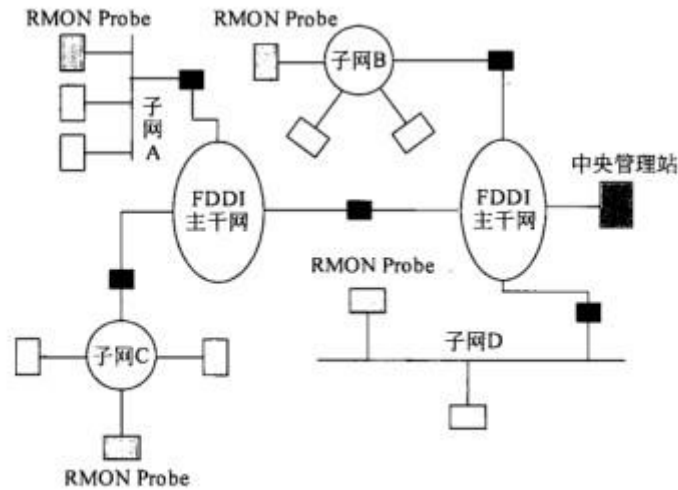 RMON Probe
RMON Probe
子网B
子
网
A
FDDI
主干网
FDDI
主干网
中央管理站
RMON Probe
子网D
子网C
RMON Probe